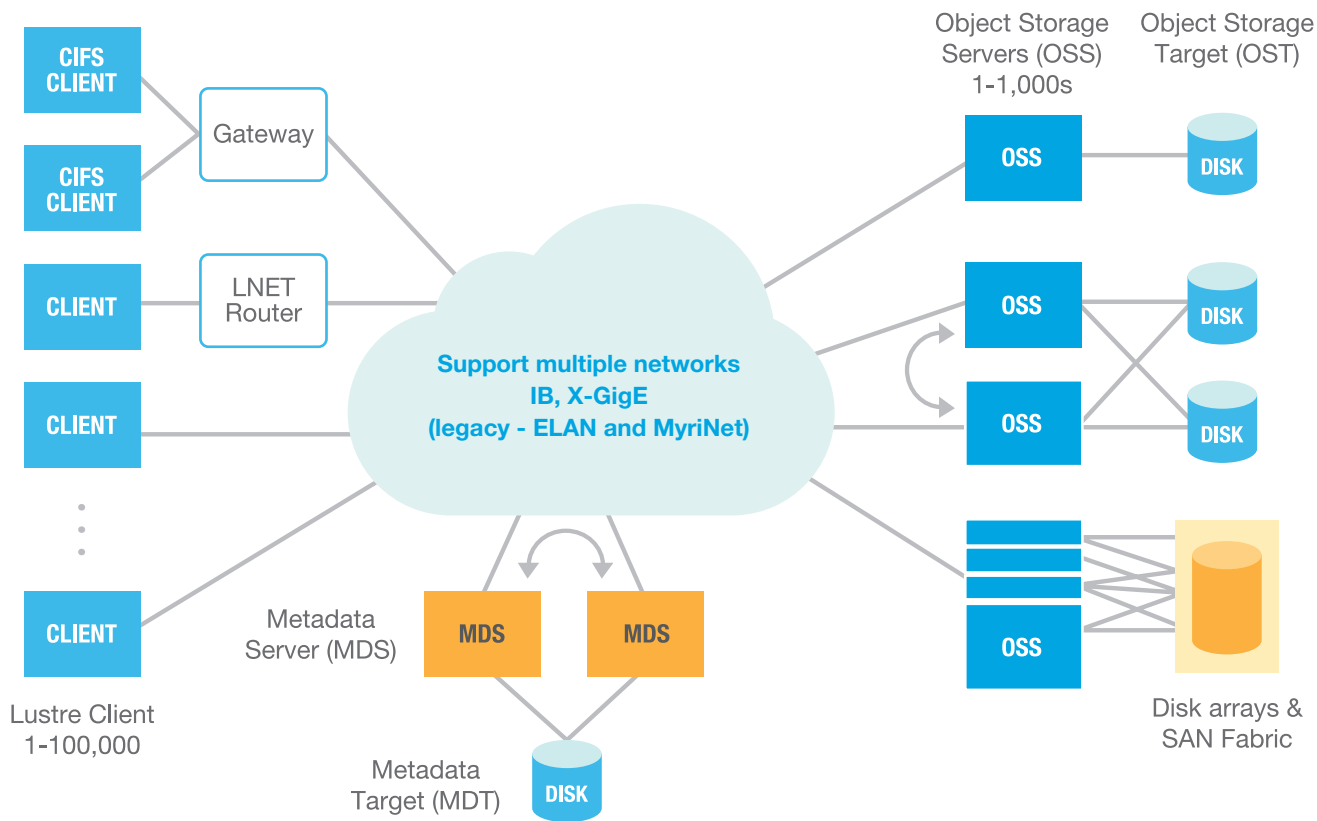 CIFS
CLIENT
CIFS
CLIENT
CLIENT
CLIENT
CLIENT
Lustre Client
1-100,000
Gateway
LNET
Router
Support multiple networks
IB, X-GigE
(legacy - ELAN and MyriNet)
Metadata
Server (MDS)
MDS
MDS
Metadata
Target (MDT)
DISK
Object Storage
Servers (OSS)
1-1,000s
Object Storage
Target (OST)
OSS
DISK
OSS
DISK
OSS
DISK
OSS
Disk arrays &
SAN Fabric